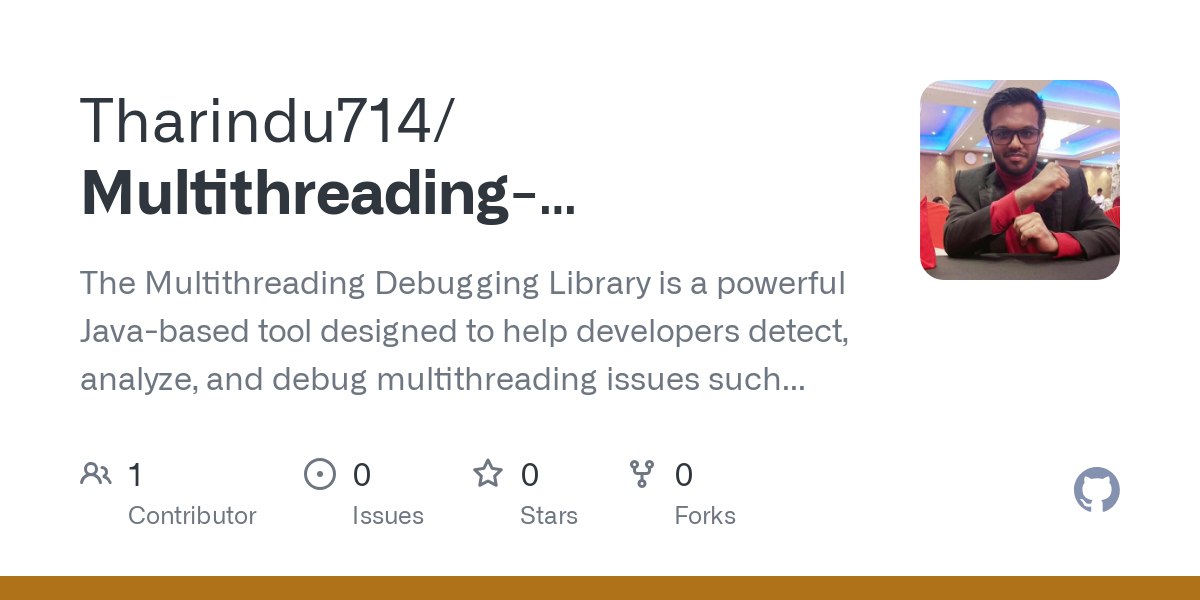 Tharindu714/
Multithreading-...
The Multithreading Debugging Library is a powerful
Java-based tool designed to help developers detect,
analyze, and debug multithreading issues such...
1
Contributor
0
Issues
0
Stars
0
Forks